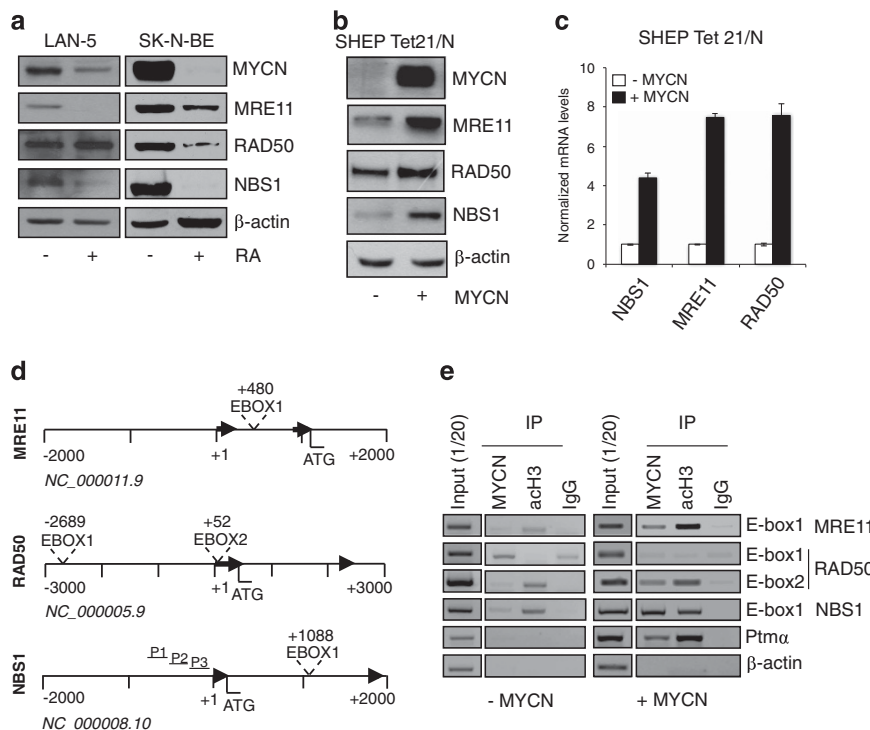 a
LAN-5 SK-N-BE
MYCN
MRE11
RAD50
NBS1
β-actin
- + - + RA
b
SHEP Tet21/N
MYCN
MRE11
RAD50
NBS1
β-actin
- + MYCN
c
SHEP Tet 21/N
- MYCN
+ MYCN
Normalized mRNA levels
10
8
6
4
2
0
NBS1
MRE11
RAD50
d
MRE11
+480
EBOX1
-2000 +1 ATG +2000
NC_000011.9
RAD50
-2689
EBOX1
+52
EBOX2
-3000 +1 ATG +3000
NC_000005.9
NBS1
P1
P2
P3
+1088
EBOX1
-2000 +1 ATG +2000
NC_000008.10
e
IP IP
Input (1/20) MYCN acH3 IgG Input (1/20) MYCN acH3 IgG
E-box1 MRE11
E-box1
RAD50
E-box2
E-box1 NBS1
Ptmα
β-actin
- MYCN + MYCN